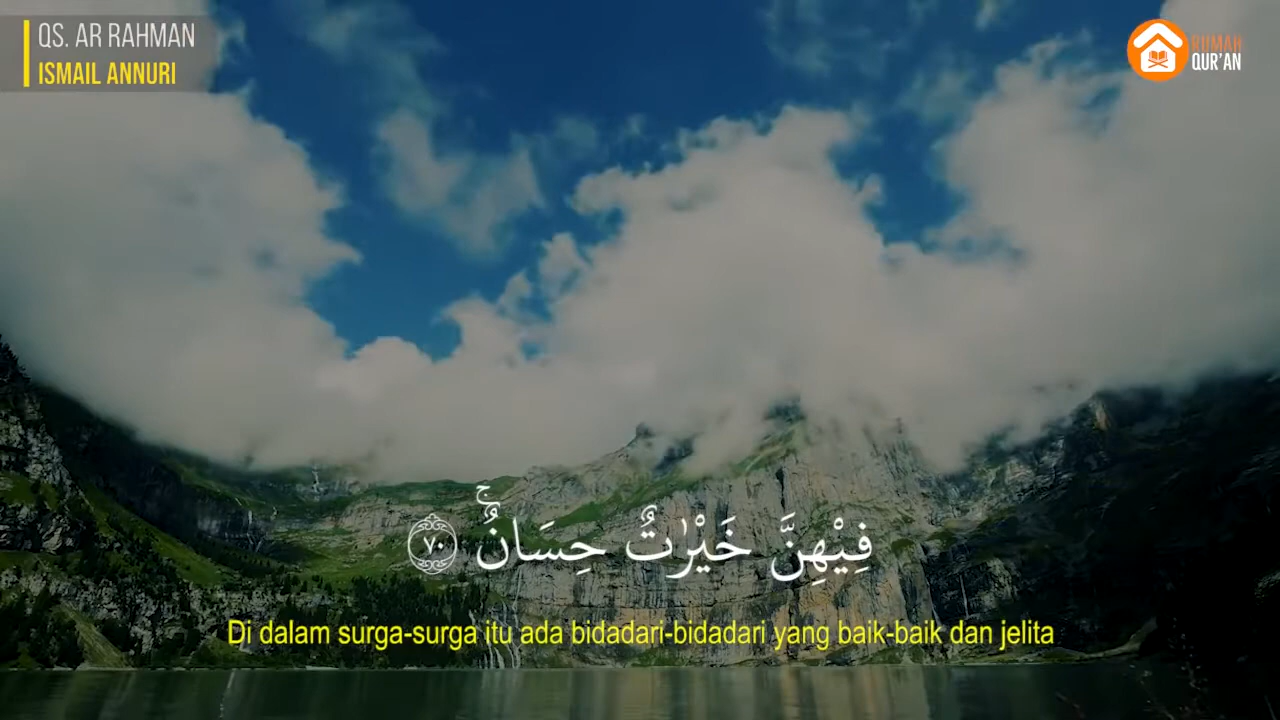 QS. AR RAHMAN
ISMAIL ANNURI
RUMAH
QUR'AN
فِيْهِنَّ خَيْرٰتٌ حِسَانٌۚ ٧٠
Di dalam surga-surga itu ada bidadari-bidadari yang baik-baik dan jelita